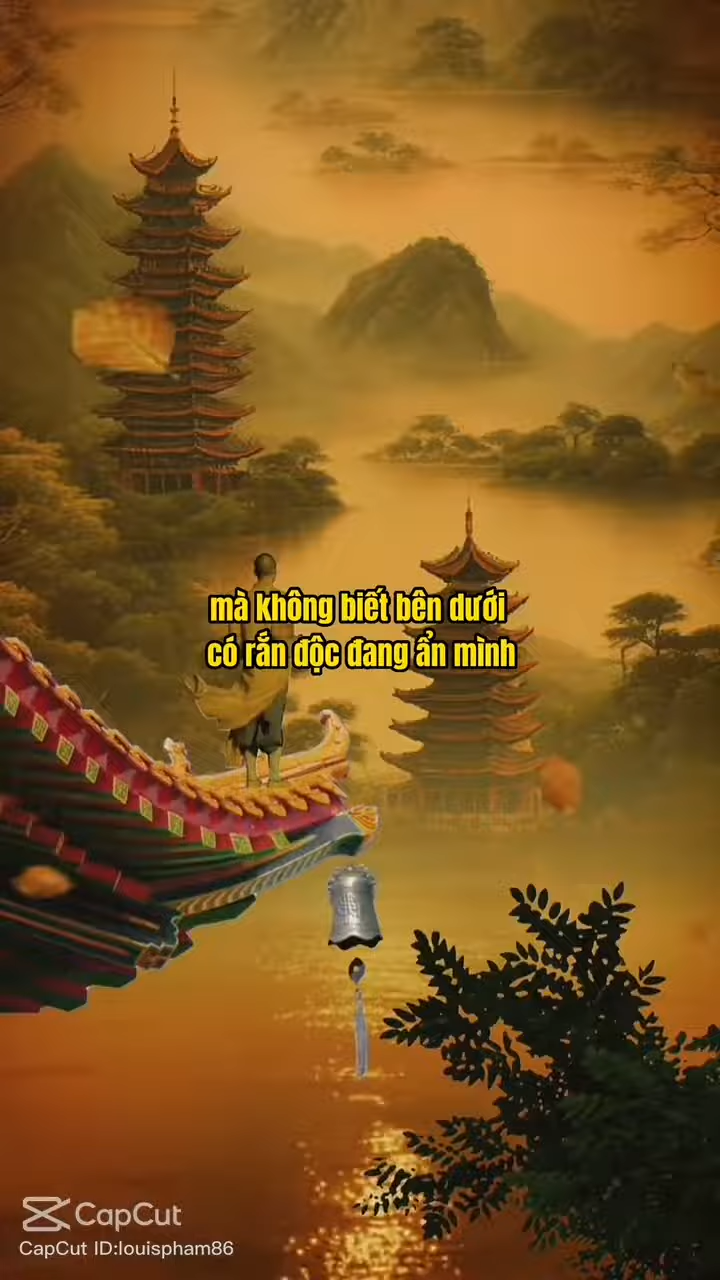 mà không biết bên dưới
có rắn độc đang ẩn mình
CapCut
CapCut ID:louispham86